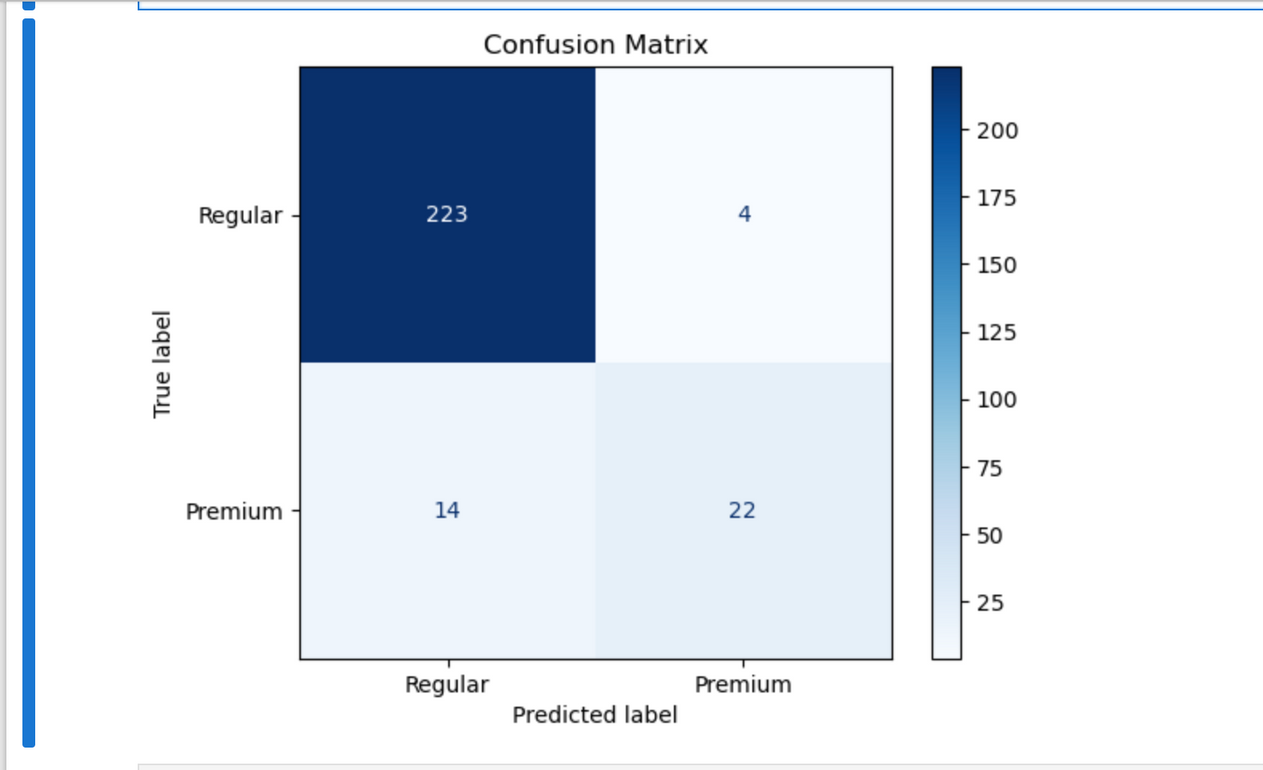 Confusion Matrix
200
Regular 223 4
175
150
125
True label
100
75
Premium 14 22
50
25
Regular Premium
Predicted label